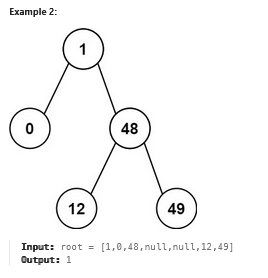 Example 2:
1
0
48
12
49
Input: root = [1,0,48,null,null,12,49]
Output: 1